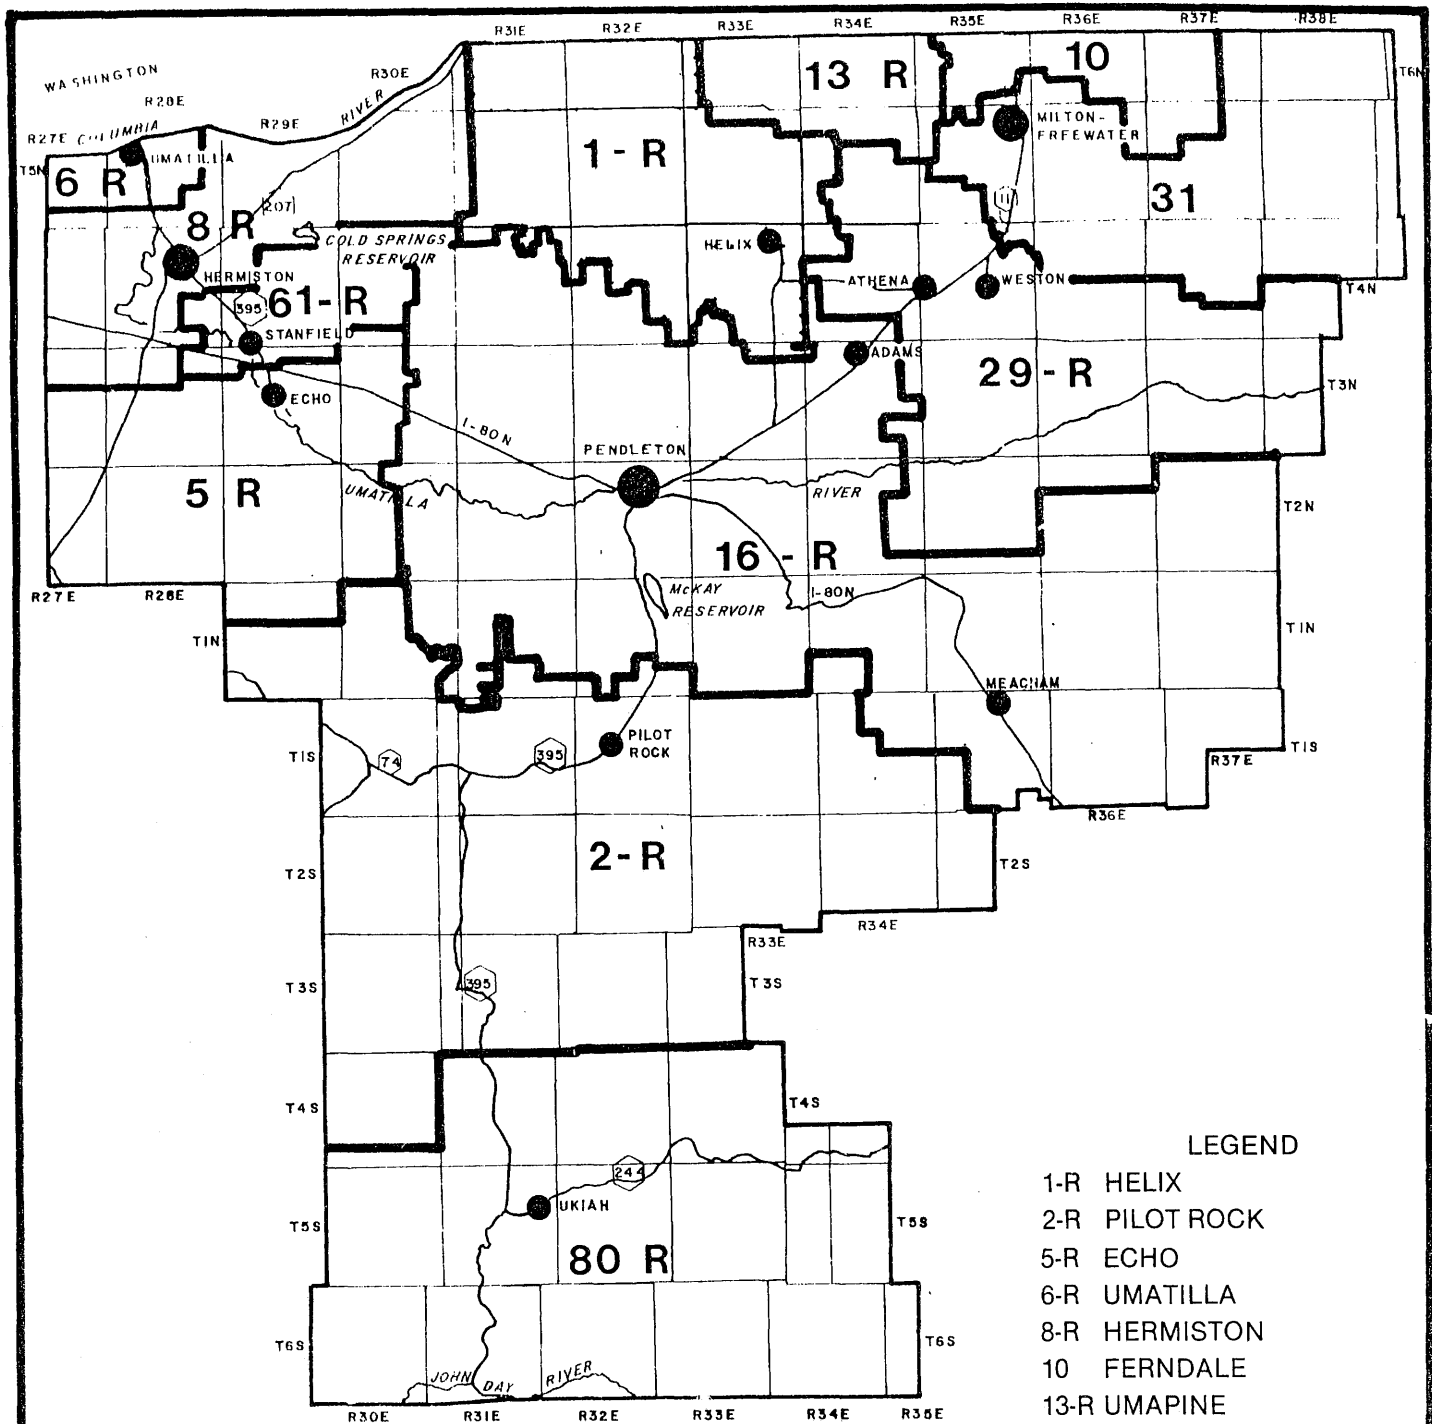 R31E R32E R33E R34E R35E R36E R37E R38E
WASHINGTON
R30E
10
T6N
13 R
R28E
RIVER
R27E COLUMBIA
R29E
MILTON-
FREEWATER
UMATILLA
1-R
T5N
6 R
11
31
207
8 R
COLD SPRINGS
RESERVOIR
HELIX
HERMISTON
ATHENA
WESTON
T4N
395
61-R
STANFIELD
ADAMS
29-R
T3N
ECHO
I-80N
PENDLETON
5 R
UMATILLA
RIVER
T2N
16-R
McKAY
RESERVOIR
I-80N
R27E R28E
T1N
T1N
MEACHAM
PILOT
ROCK
T1S
74
395
T1S
R37E
R36E
2-R
T2S
T2S
R34E
R33E
T3S
395
T3S
T4S
T4S
LEGEND
244
1-R HELIX
UKIAH
2-R PILOT ROCK
T5S
T5S
80 R
5-R ECHO
6-R UMATILLA
8-R HERMISTON
T6S
T6S
10 FERNDALE
JOHN DAY RIVER
13-R UMAPINE
R30E R31E R32E R33E R34E R35E